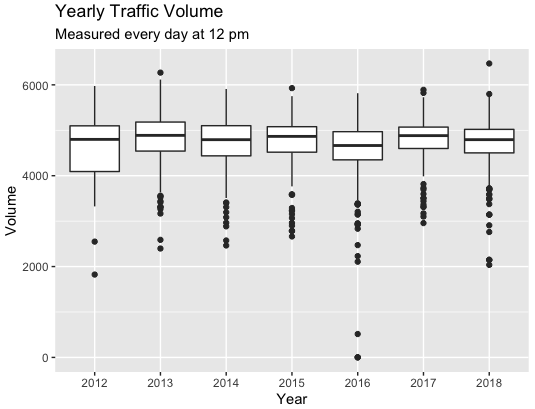 Yearly Traffic Volume
Measured every day at 12 pm
Volume
6000
4000
2000
0
2012 2013 2014 2015 2016 2017 2018
Year